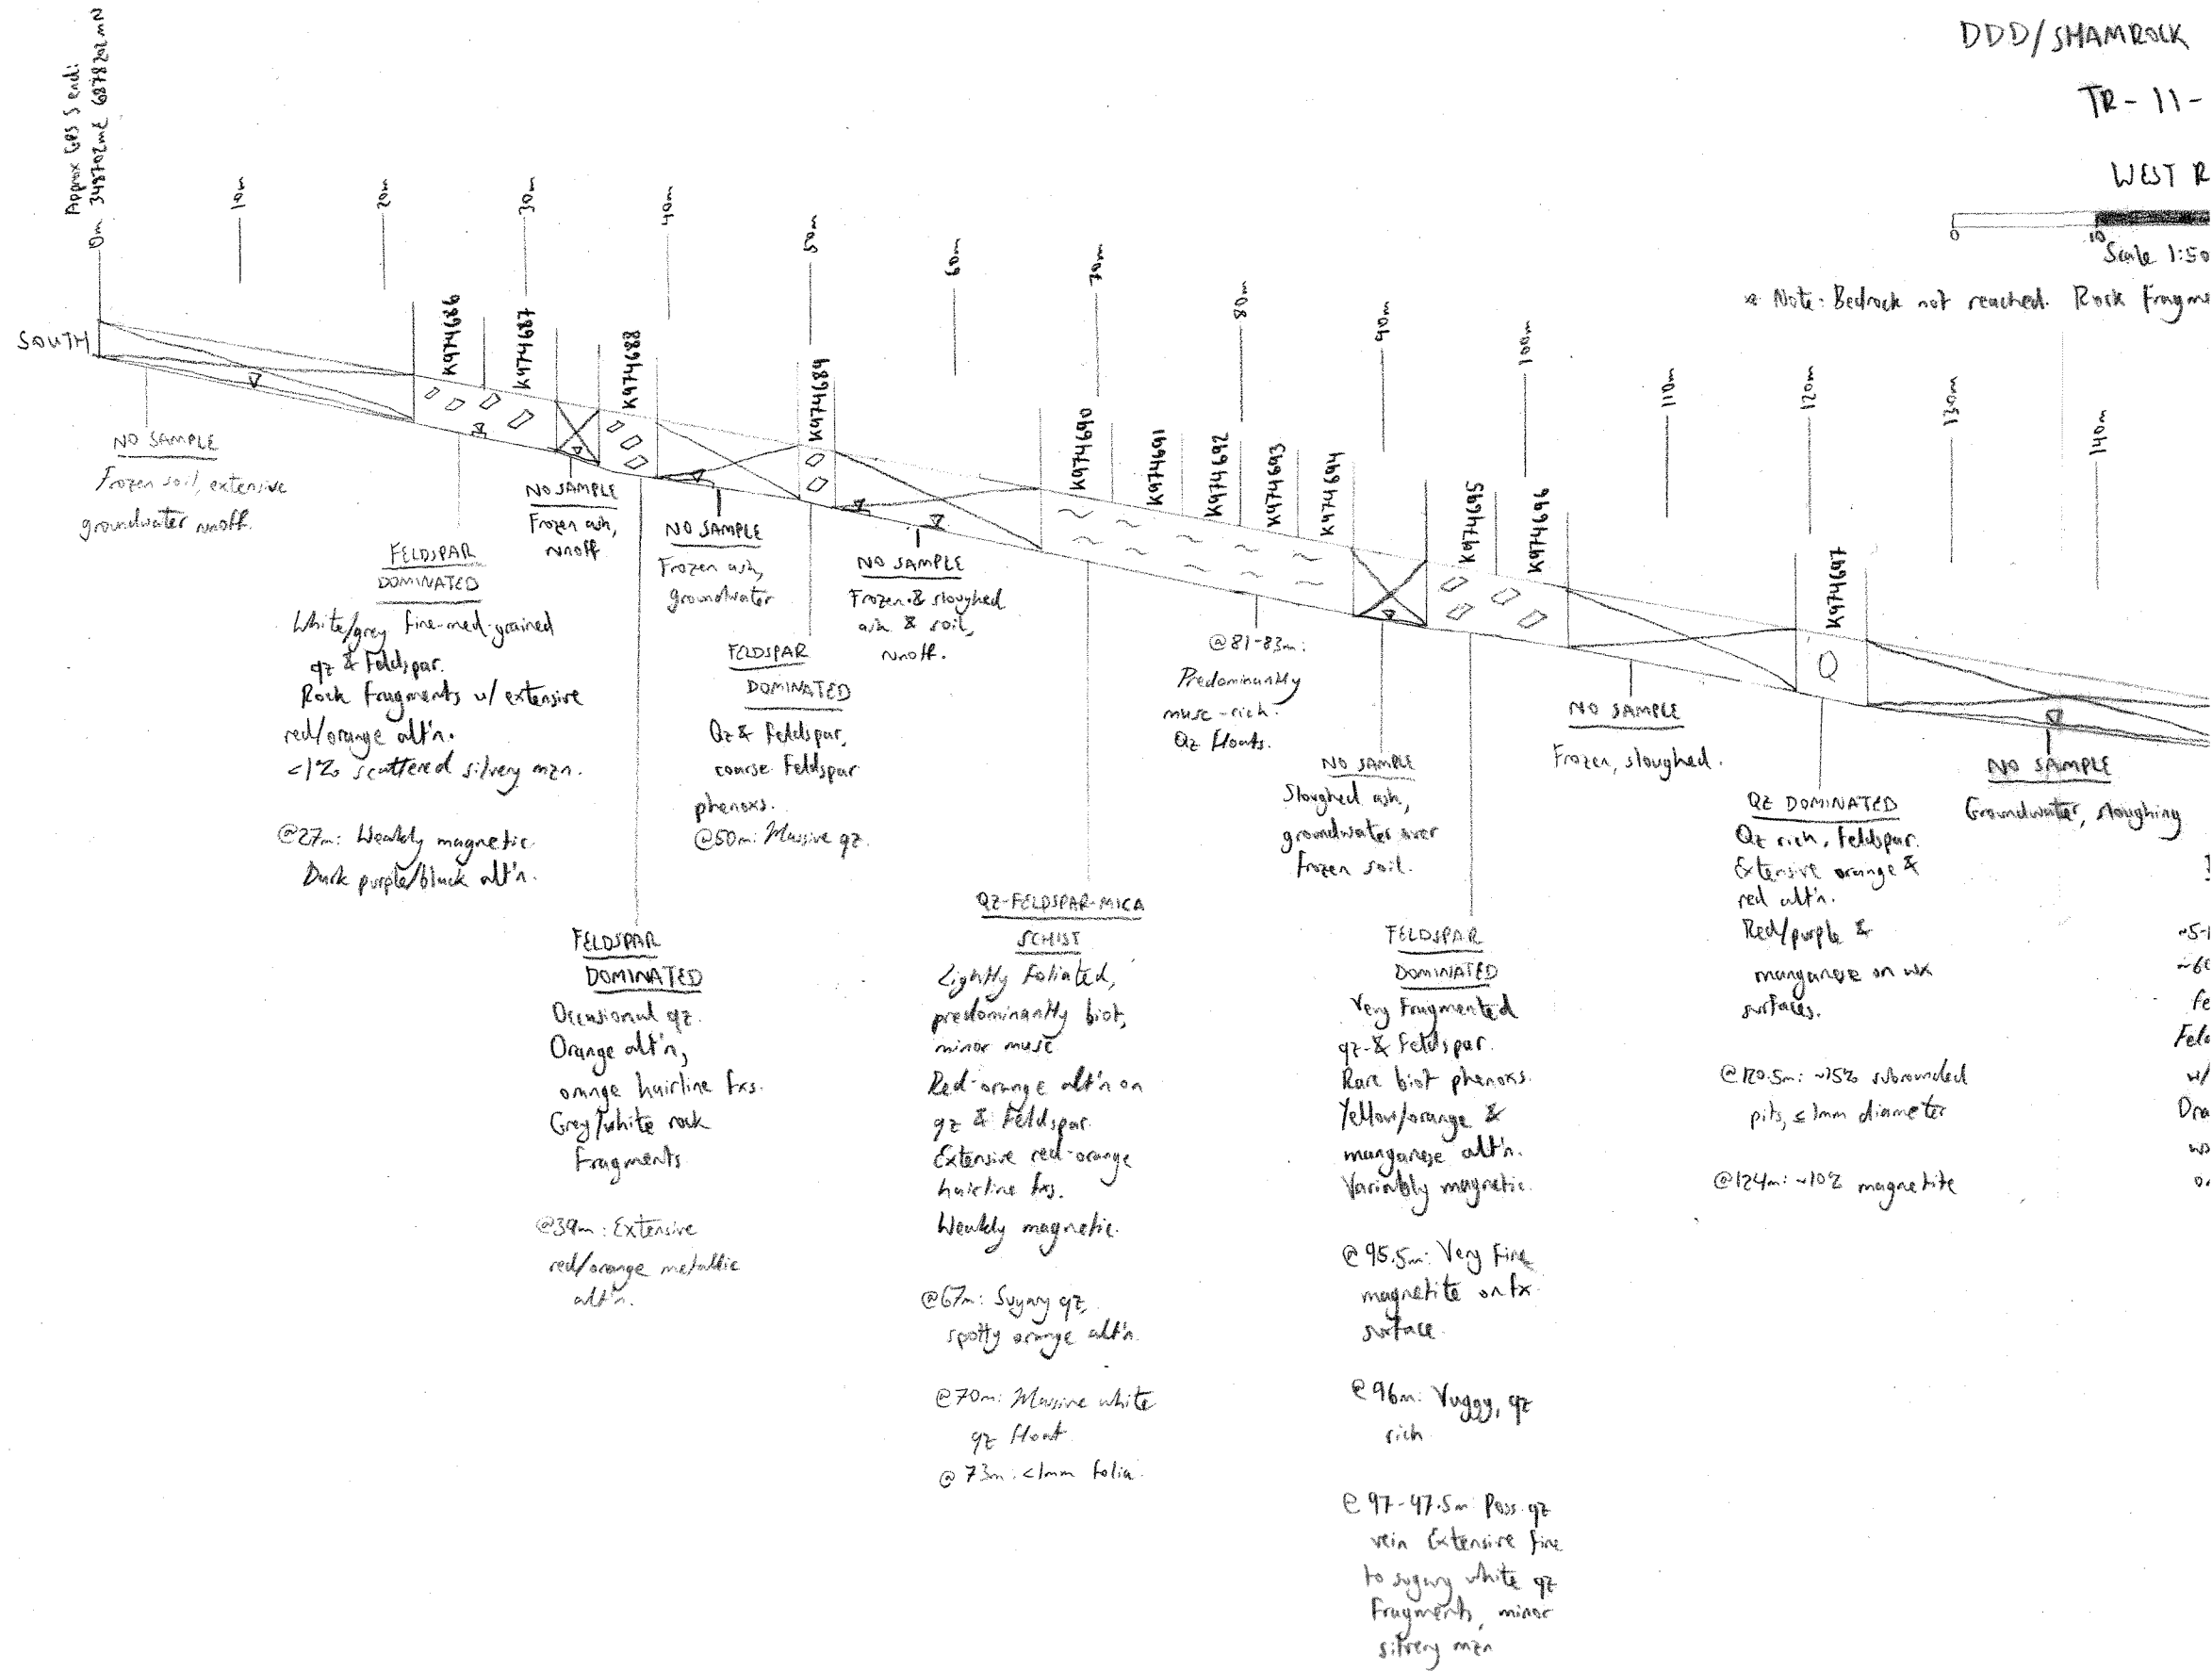 DDD/SHAMROCK
TR-11-
WEST R
0 10
Scale 1:50
* Note: Bedrock not reached. Rock fragme
Approx GPS S end:
0m 348702mE 6878202mN
10m
20m
30m
40m
50m
60m
70m
80m
90m
100m
110m
120m
130m
140m
SOUTH
K974686
K974687
K974688
K974689
K974690
K974691
K974692
K974693
K974694
K974695
K974696
K974697
NO SAMPLE
Frozen soil, extensive
groundwater runoff.
FELDSPAR
DOMINATED
White/grey fine-med-grained
qz & feldspar.
Rock fragments w/ extensive
red/orange alt'n.
<1% scattered silvery mzn.
@27m: Weakly magnetic.
Dark purple/black alt'n.
NO SAMPLE
Frozen ash,
runoff
FELDSPAR
DOMINATED
Occasional qz.
Orange alt'n,
orange hairline fxs.
Grey/white rock
fragments
@39m: Extensive
red/orange metallic
alt'n.
NO SAMPLE
Frozen ash,
groundwater
FELDSPAR
DOMINATED
Qz & Feldspar,
coarse feldspar
phenoxs.
@50m: Massive qz.
NO SAMPLE
Frozen & sloughed
ash & soil,
runoff.
QZ-FELDSPAR-MICA
SCHIST
Lightly foliated,
predominantly biot,
minor musc
Red-orange alt'n on
qz & feldspar.
Extensive red-orange
hairline fxs.
Weakly magnetic.
@67m: Sugary qz,
spotty orange alt'n.
@70m: Massive white
qz float
@73m: <1mm folia.
@81-83m:
Predominantly
musc-rich.
Qz floats.
NO SAMPLE
Sloughed ash,
groundwater over
frozen soil.
FELDSPAR
DOMINATED
Very fragmented
qz & feldspar.
Rare biot phenoxs.
Yellow/orange &
manganese alt'n.
Variably magnetic.
@95.5m: Very fine
magnetite on fx
surface.
@96m: Vuggy, qz
rich
@97-97.5m: Poss. qz
vein Extensive fine
to sugary white qz
fragments, minor
silvery mzn
NO SAMPLE
Frozen, sloughed.
QZ DOMINATED
Qz rich, feldspar.
Extensive orange &
red alt'n.
Red/purple &
manganese on wx
surfaces.
@120.5m: ~15% subrounded
pits, ≤1mm diameter
@124m: ~10% magnetite
NO SAMPLE
Groundwater, sloughing
~5-1
~60
fe
Feld
w/
Ora
wx
or